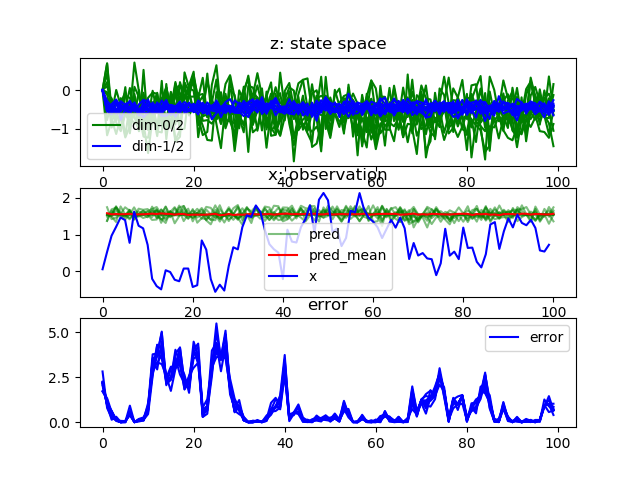 z: state space
0
−1
dim-0/2
dim-1/2
0 20 40 60 80 100
x: observation
2
1
0
pred
pred_mean
x
0 20 40 60 80 100
error
5.0
2.5
0.0
error
0 20 40 60 80 100